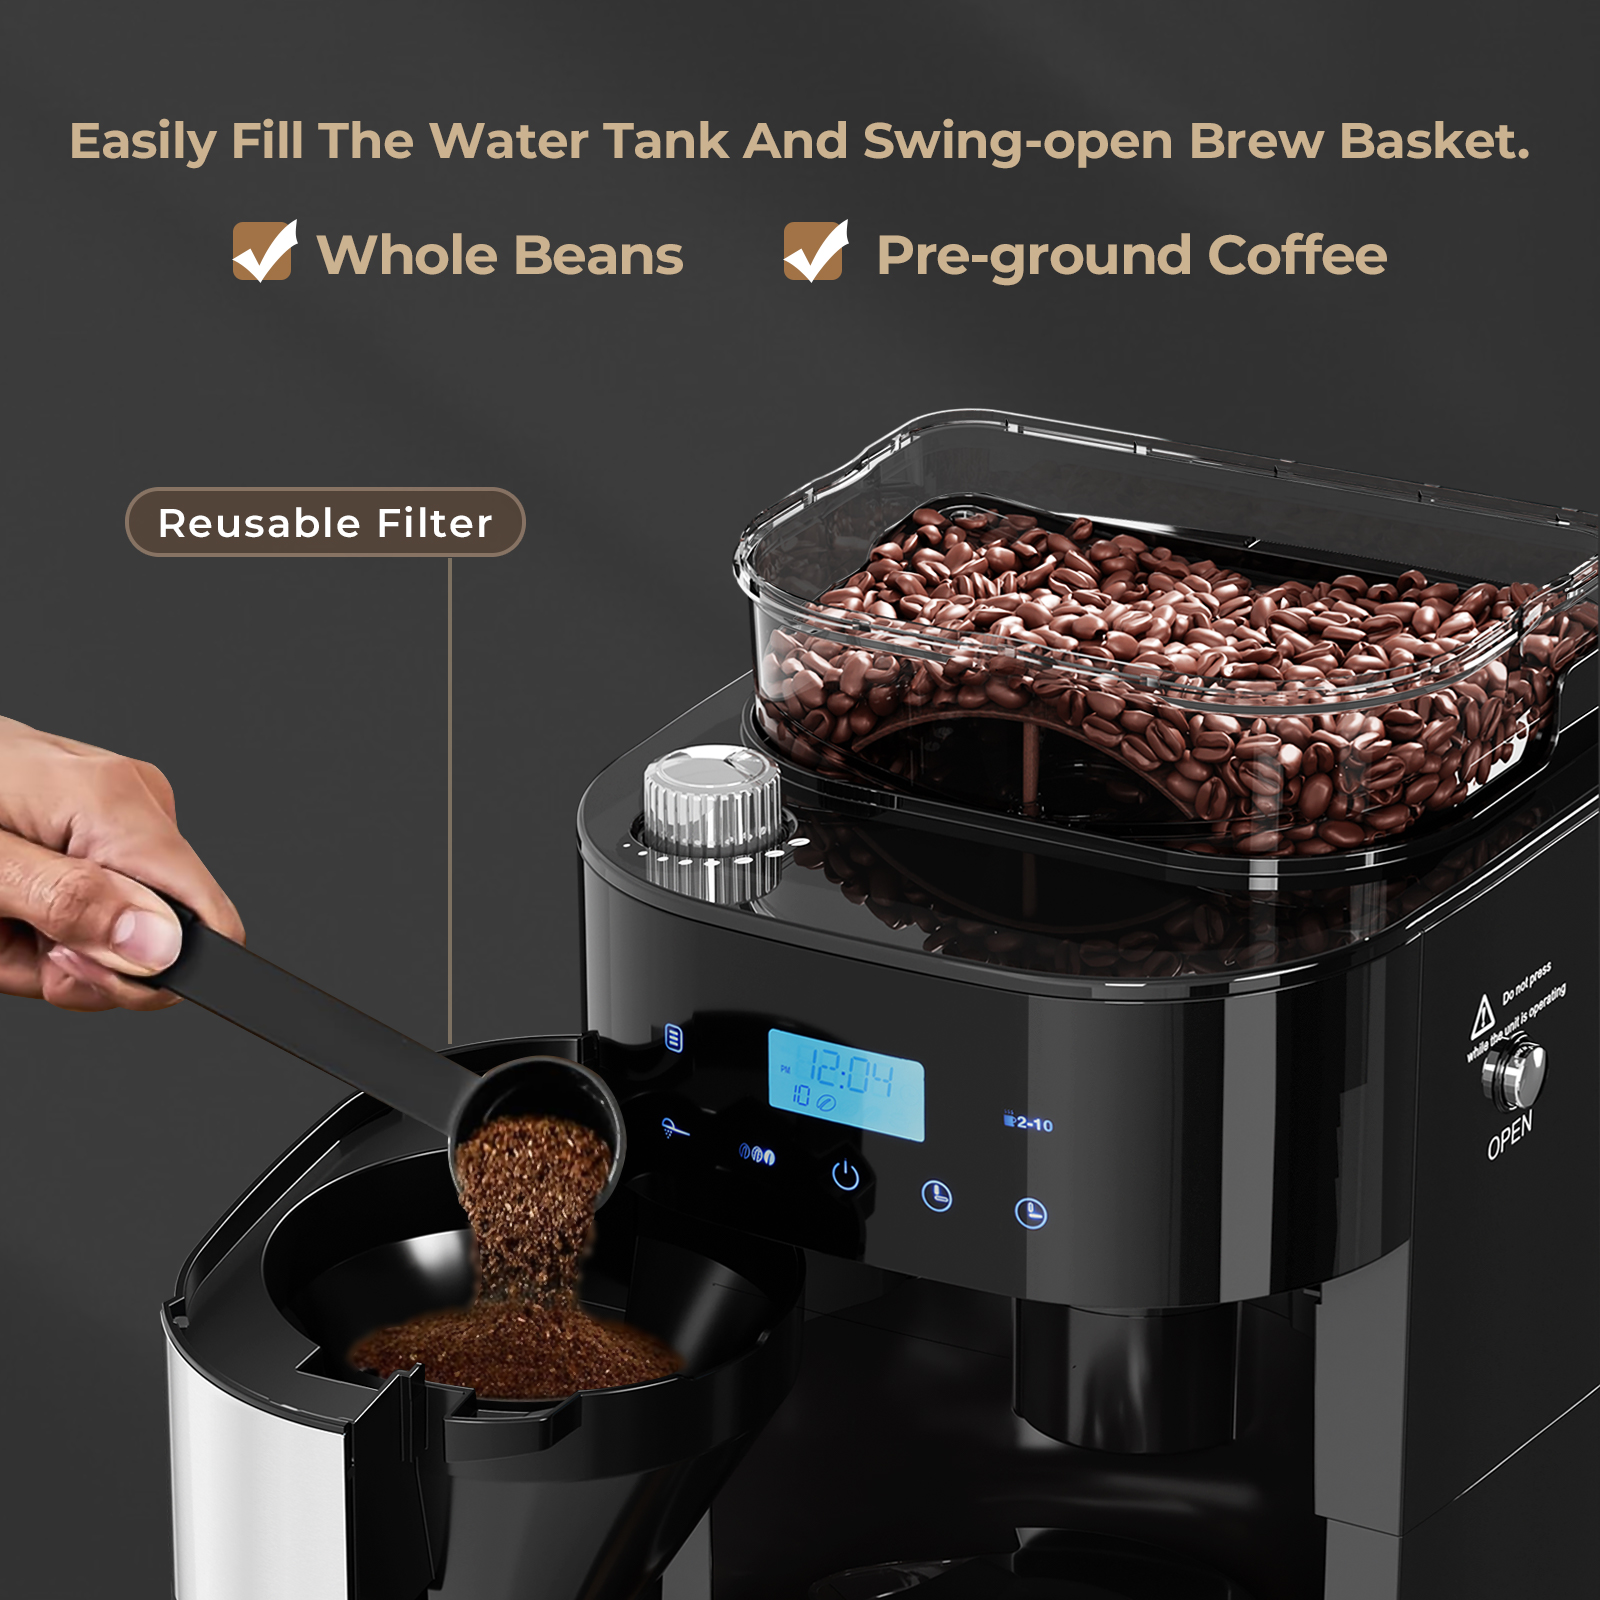 Easily Fill The Water Tank And Swing-open Brew Basket.
Whole Beans
Pre-ground Coffee
Reusable Filter
Do not press
while the unit is operating
OPEN
PM 12:04
10
2-10